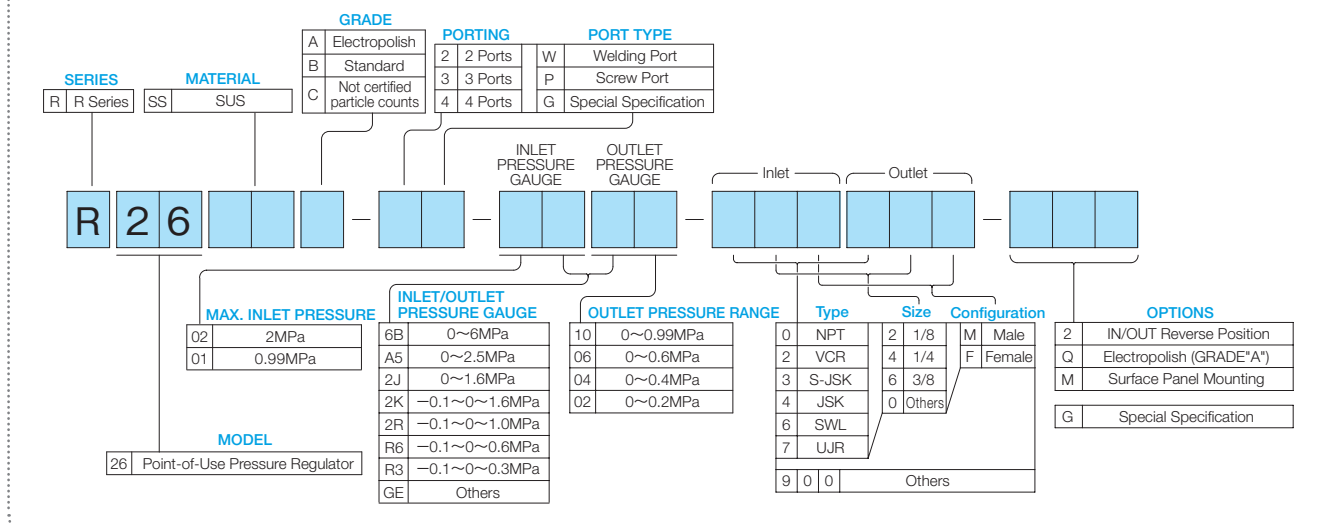 GRADE
A Electropolish
B Standard
C Not certified
particle counts
PORTING
2 2 Ports
3 3 Ports
4 4 Ports
PORT TYPE
W Welding Port
P Screw Port
G Special Specification
SERIES
R R Series
MATERIAL
SS SUS
INLET
PRESSURE
GAUGE
OUTLET
PRESSURE
GAUGE
Inlet
Outlet
R 2 6 — — — —
MAX. INLET PRESSURE
02 2MPa
01 0.99MPa
INLET/OUTLET
PRESSURE GAUGE
6B 0~6MPa
A5 0~2.5MPa
2J 0~1.6MPa
2K −0.1~0~1.6MPa
2R −0.1~0~1.0MPa
R6 −0.1~0~0.6MPa
R3 −0.1~0~0.3MPa
GE Others
OUTLET PRESSURE RANGE
10 0~0.99MPa
06 0~0.6MPa
04 0~0.4MPa
02 0~0.2MPa
Type
0 NPT
2 VCR
3 S-JSK
4 JSK
6 SWL
7 UJR
Size
2 1/8
4 1/4
6 3/8
0 Others
Configuration
M Male
F Female
9 0 0 Others
OPTIONS
2 IN/OUT Reverse Position
Q Electropolish (GRADE"A")
M Surface Panel Mounting
G Special Specification
MODEL
26 Point-of-Use Pressure Regulator